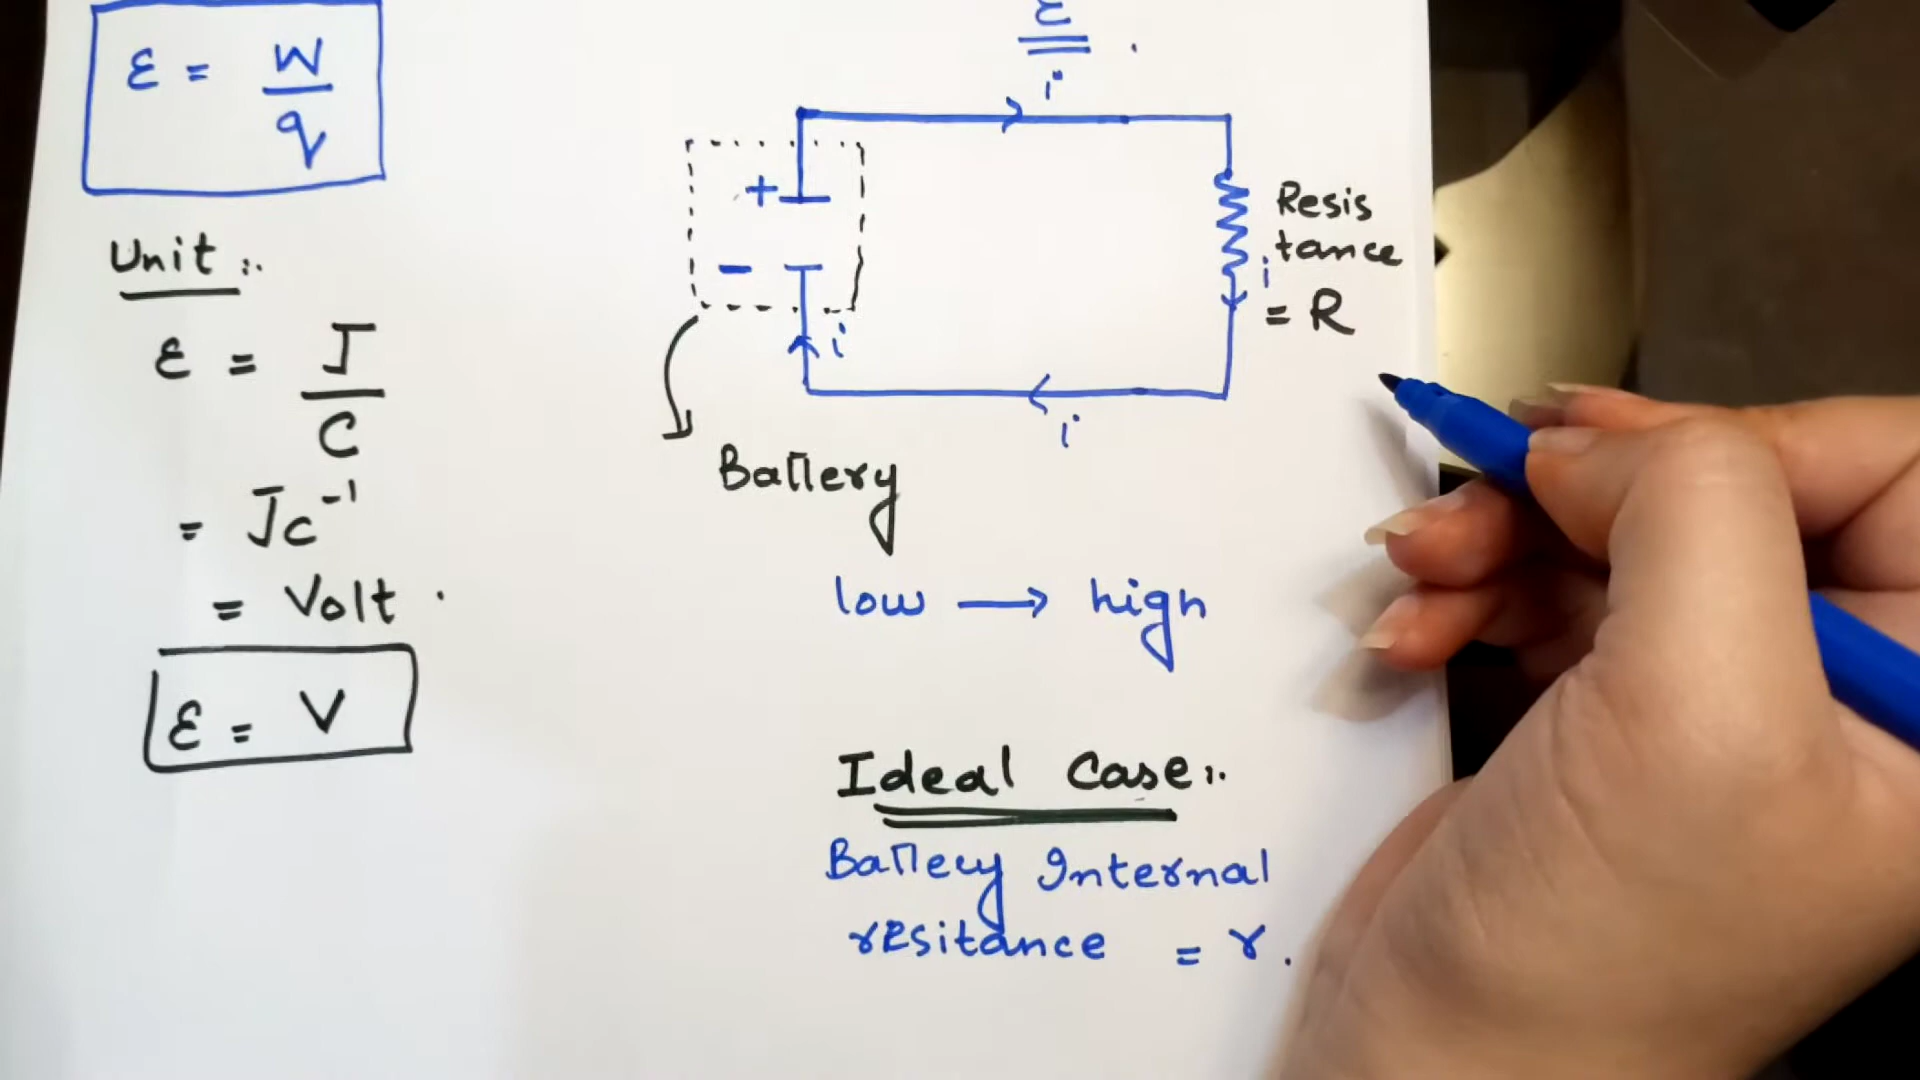 ε = W/q
Unit :.
ε = J/C
= Jc⁻¹
= Volt .
ε = V
ε .
i
+
-
i
i
i
Resis
tance
= R
Battery
low → high
Ideal Case :.
Battery Internal
resitance = r .